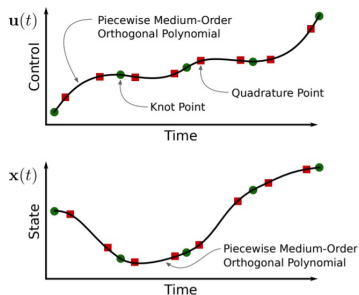 u(t)
Piecewise Medium-Order
Orthogonal Polynomial
Control
Quadrature Point
Knot Point
Time
x(t)
State
Piecewise Medium-Order
Orthogonal Polynomial
Time